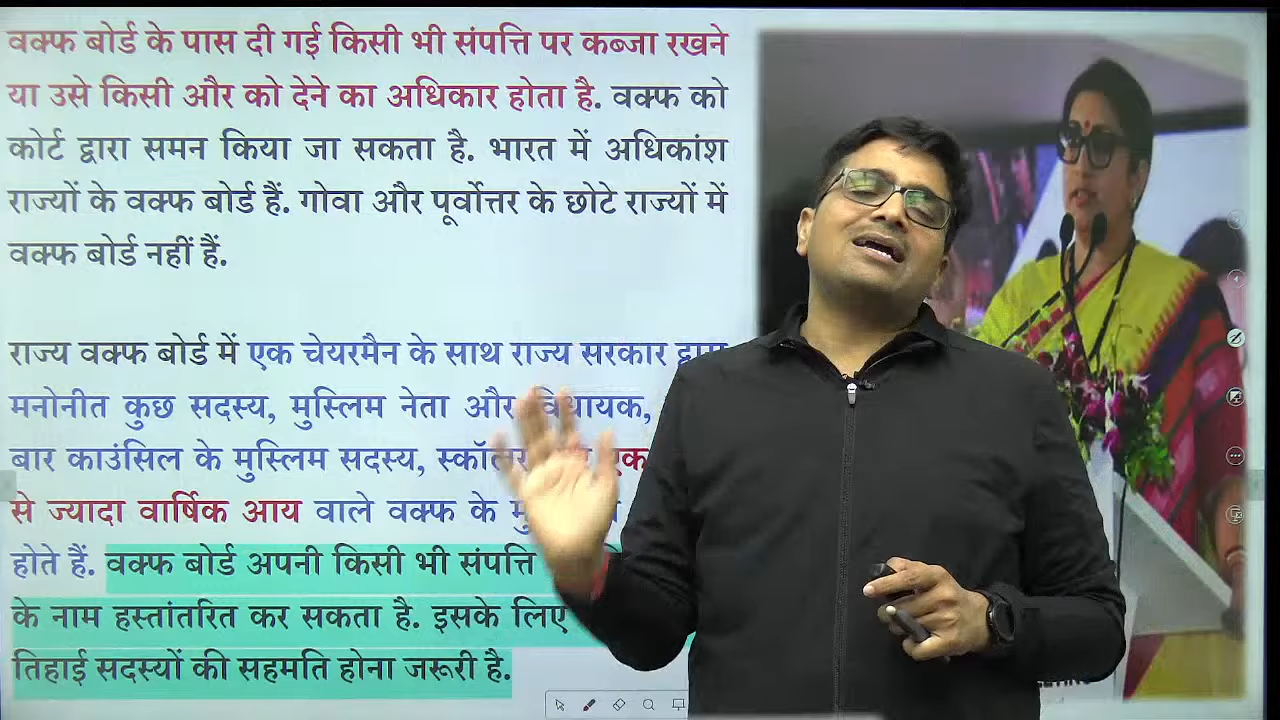 वक्फ बोर्ड के पास दी गई किसी भी संपत्ति पर कब्जा रखने
या उसे किसी और को देने का अधिकार होता है. वक्फ को
कोर्ट द्वारा समन किया जा सकता है. भारत में अधिकांश
राज्यों के वक्फ बोर्ड हैं. गोवा और पूर्वोत्तर के छोटे राज्यों में
वक्फ बोर्ड नहीं हैं.
राज्य वक्फ बोर्ड में एक चेयरमैन के साथ राज्य सरकार द्वारा
मनोनीत कुछ सदस्य, मुस्लिम नेता और विधायक,
बार काउंसिल के मुस्लिम सदस्य, एक
से ज्यादा वार्षिक आय वाले वक्फ के
होते हैं. वक्फ बोर्ड अपनी किसी भी संपत्ति
के नाम हस्तांतरित कर सकता है. इसके लिए
तिहाई सदस्यों की सहमति होना जरूरी है.